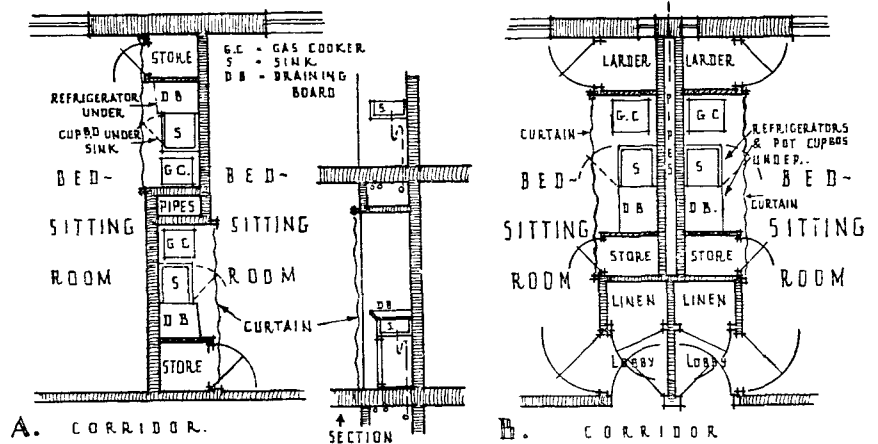 G.C = GAS COOKER
S = SINK
D B = DRAINING
BOARD
STORE
D B
REFRIGERATOR
UNDER
CUPBD UNDER
SINK
S
G C.
BED~
SITTING
ROOM
PIPES
BED~
SITTING
ROOM
G C
S
D B
STORE
CURTAIN
S
DB
S
SECTION
A. CORRIDOR.
LARDER
LARDER
PIPES
G.C
G C
CURTAIN
REFRIGERATORS
& POT CUPBDS
UNDER.
S
S
DB
DB.
CURTAIN
BED~
SITTING
ROOM
BED~
SITTING
ROOM
STORE
STORE
LINEN
LINEN
LOBBY
LOBBY
B. CORRIDOR